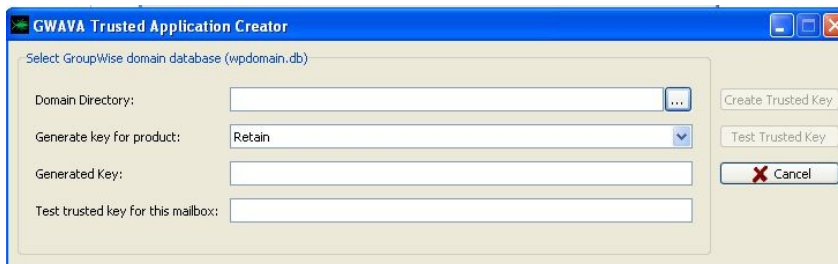 GWAVA Trusted Application Creator
Select GroupWise domain database (wpdomain.db)
Domain Directory:
...
Create Trusted Key
Generate key for product:
Retain
Test Trusted Key
Generated Key:
Cancel
Test trusted key for this mailbox: